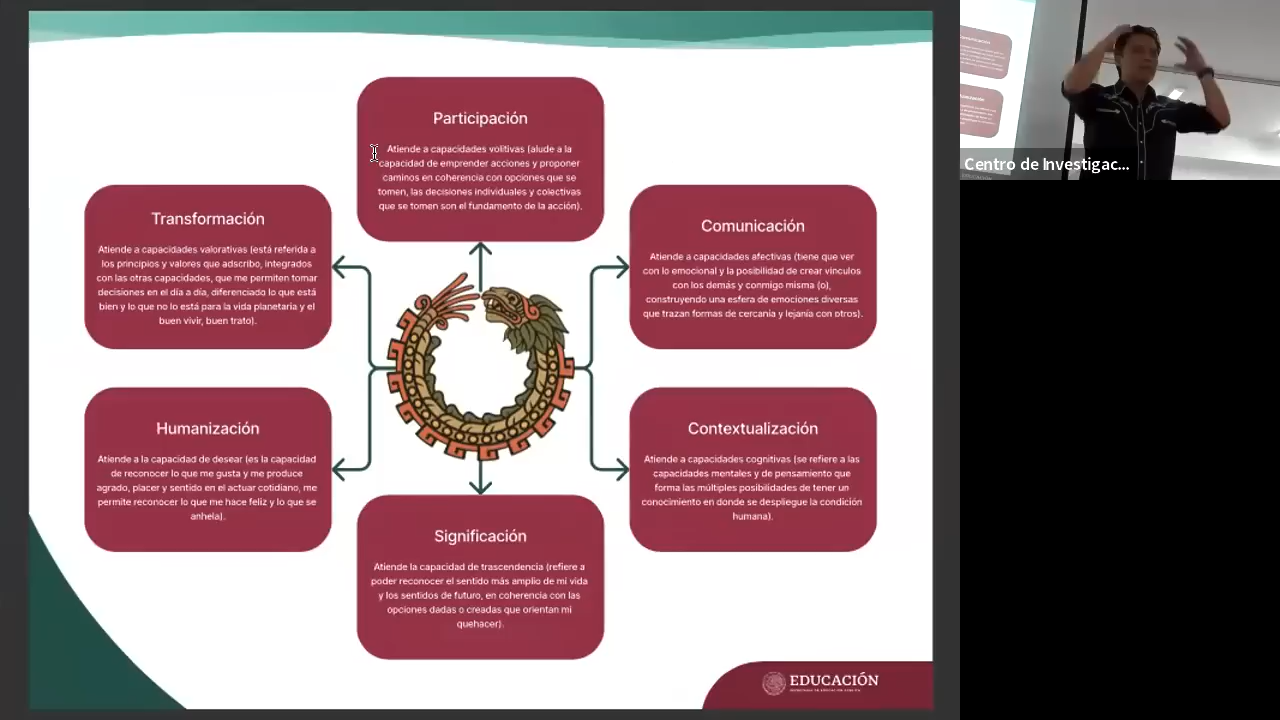 Participación
Atiende a capacidades volitivas (alude a la
capacidad de emprender acciones y proponer
caminos en coherencia con opciones que se
tomen, las decisiones individuales y colectivas
que se tomen son el fundamento de la acción).
Transformación
Atiende a capacidades valorativas (está referida a
los principios y valores que adscribo, integrados
con las otras capacidades, que me permiten tomar
decisiones en el día a día, diferenciado lo que está
bien y lo que no lo está para la vida planetaria y el
buen vivir, buen trato).
Comunicación
Atiende a capacidades afectivas (tiene que ver
con lo emocional y la posibilidad de crear vínculos
con los demás y conmigo misma (o),
construyendo una esfera de emociones diversas
que trazan formas de cercanía y lejanía con otros).
Humanización
Atiende a la capacidad de desear (es la capacidad
de reconocer lo que me gusta y me produce
agrado, placer y sentido en el actuar cotidiano, me
permite reconocer lo que me hace feliz y lo que se
anhela).
Contextualización
Atiende a capacidades cognitivas (se refiere a las
capacidades mentales y de pensamiento que
forma las múltiples posibilidades de tener un
conocimiento en donde se despliegue la condición
humana).
Significación
Atiende la capacidad de trascendencia (refiere a
poder reconocer el sentido más amplio de mi vida
y los sentidos de futuro, en coherencia con las
opciones dadas o creadas que orientan mi
quehacer).
EDUCACIÓN
SECRETARÍA DE EDUCACIÓN PÚBLICA
Centro de Investigac...